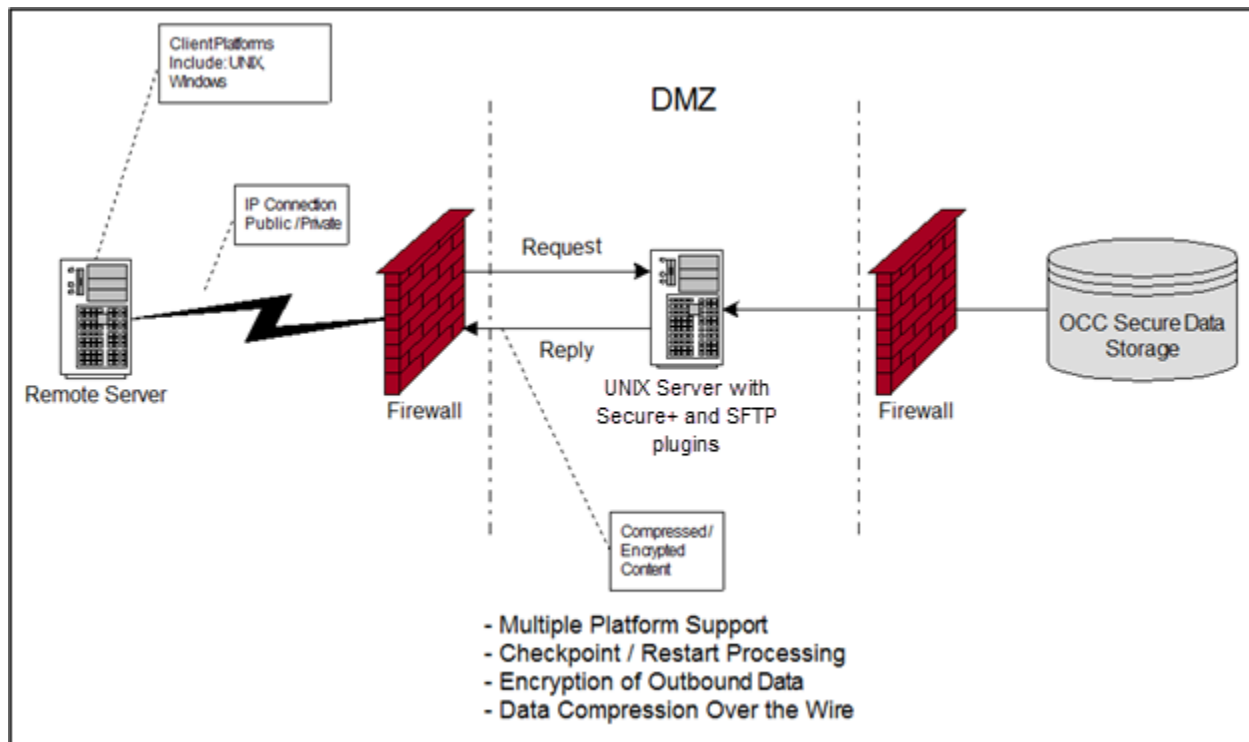 Client Platforms
Include: UNIX,
Windows
DMZ
IP Connection
Public / Private
Request
Reply
Remote Server
Firewall
UNIX Server with
Secure+ and SFTP
plugins
Firewall
OCC Secure Data
Storage
Compressed /
Encrypted
Content
- Multiple Platform Support
- Checkpoint / Restart Processing
- Encryption of Outbound Data
- Data Compression Over the Wire